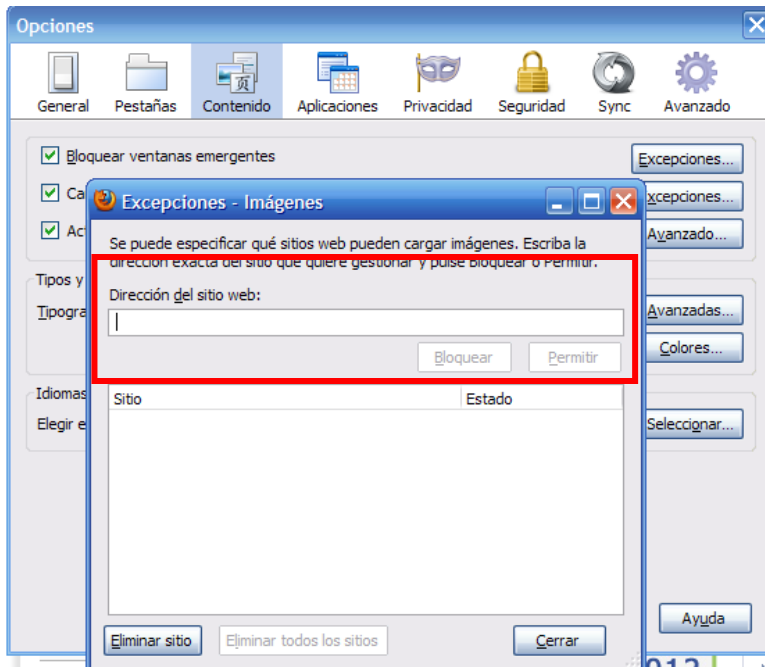 Opciones
General Pestañas Contenido Aplicaciones Privacidad Seguridad Sync Avanzado
Bloquear ventanas emergentes
Excepciones...
Ca
xcepciones...
Ac
Avanzado...
Excepciones - Imágenes
Se puede especificar qué sitios web pueden cargar imágenes. Escriba la
dirección exacta del sitio que quiere gestionar y pulse Bloquear o Permitir.
Dirección del sitio web:
Bloquear Permitir
Tipos y
Tipogra
Avanzadas...
Colores...
Idiomas
Elegir e
Seleccionar...
Sitio Estado
Eliminar sitio Eliminar todos los sitios Cerrar
Ayuda